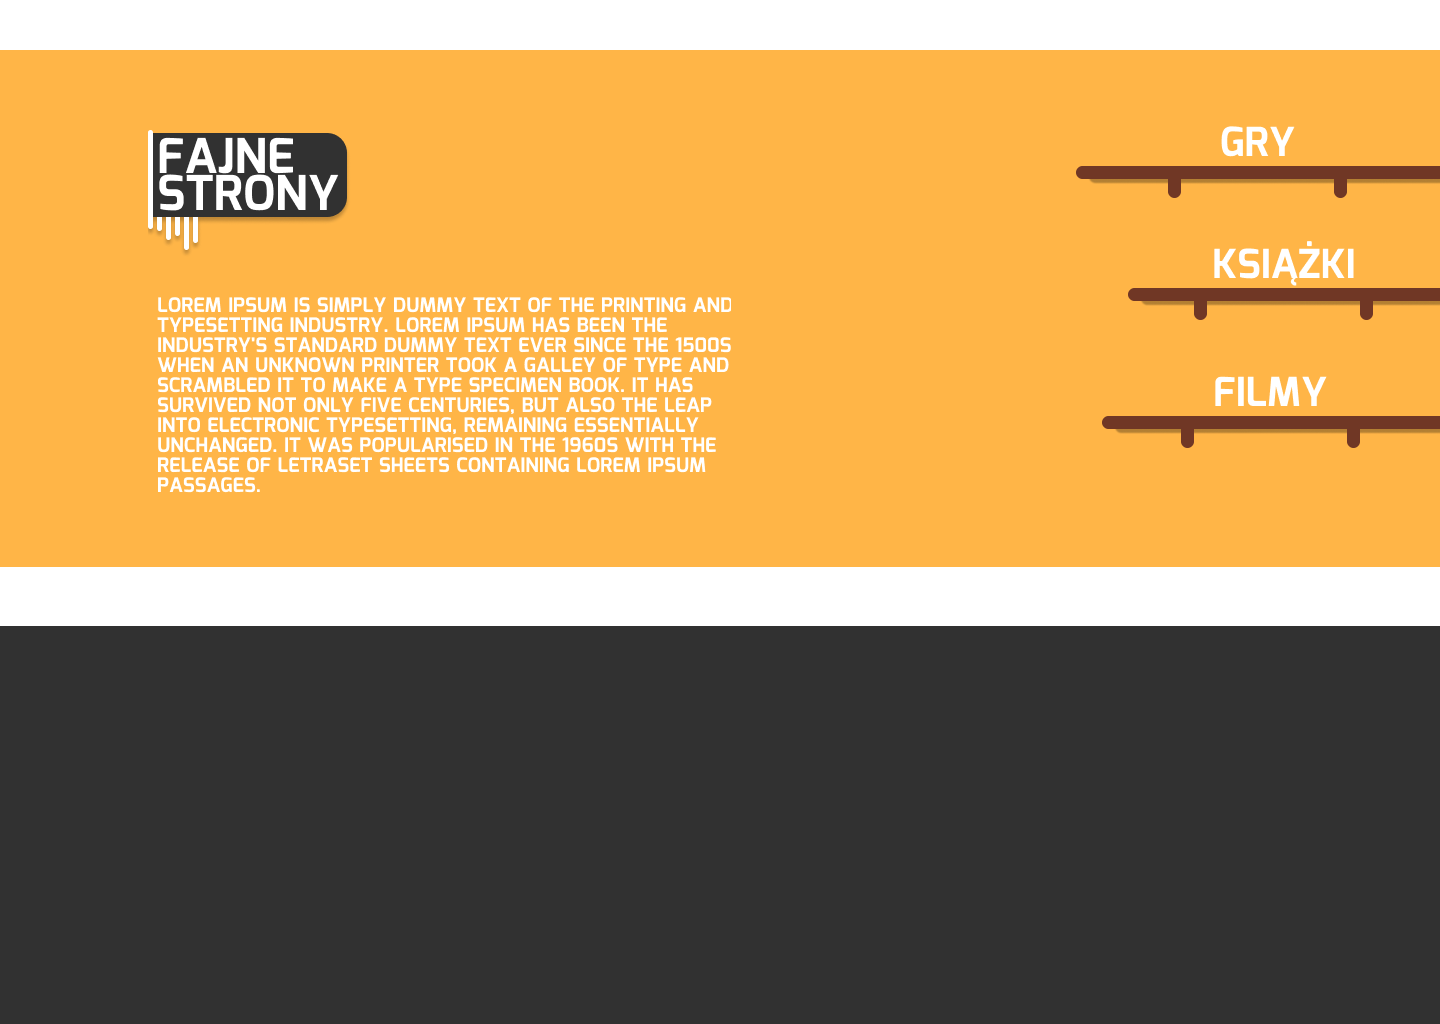 FAJNE
STRONY
LOREM IPSUM IS SIMPLY DUMMY TEXT OF THE PRINTING AND
TYPESETTING INDUSTRY. LOREM IPSUM HAS BEEN THE
INDUSTRY'S STANDARD DUMMY TEXT EVER SINCE THE 1500S
WHEN AN UNKNOWN PRINTER TOOK A GALLEY OF TYPE AND
SCRAMBLED IT TO MAKE A TYPE SPECIMEN BOOK. IT HAS
SURVIVED NOT ONLY FIVE CENTURIES, BUT ALSO THE LEAP
INTO ELECTRONIC TYPESETTING, REMAINING ESSENTIALLY
UNCHANGED. IT WAS POPULARISED IN THE 1960S WITH THE
RELEASE OF LETRASET SHEETS CONTAINING LOREM IPSUM
PASSAGES.
GRY
KSIĄŻKI
FILMY